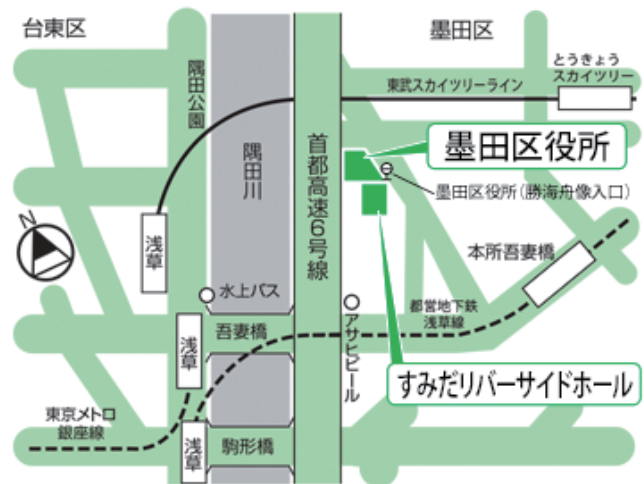 台東区
墨田区
とうきょう
スカイツリー
東武スカイツリーライン
隅田公園
隅田川
首都高速6号線
墨田区役所
墨田区役所(勝海舟像入口)
N
浅草
本所吾妻橋
水上バス
都営地下鉄
浅草線
吾妻橋
アサヒビール
浅草
すみだリバーサイドホール
東京メトロ
銀座線
浅草
駒形橋